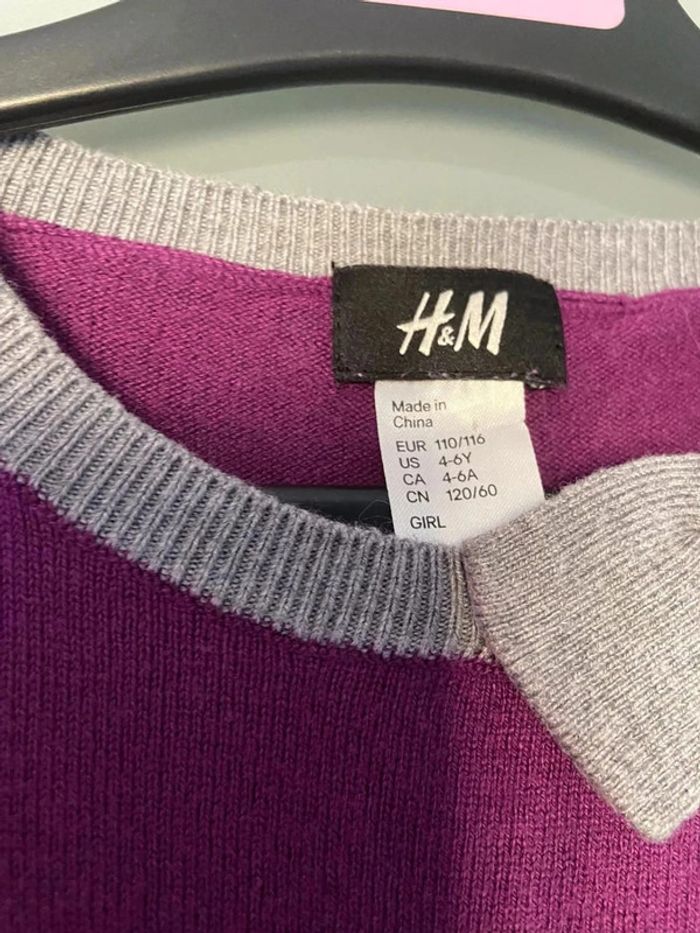 H&M
Made in
China
EUR 110/116
US 4-6Y
CA 4-6A
CN 120/60
GIRL